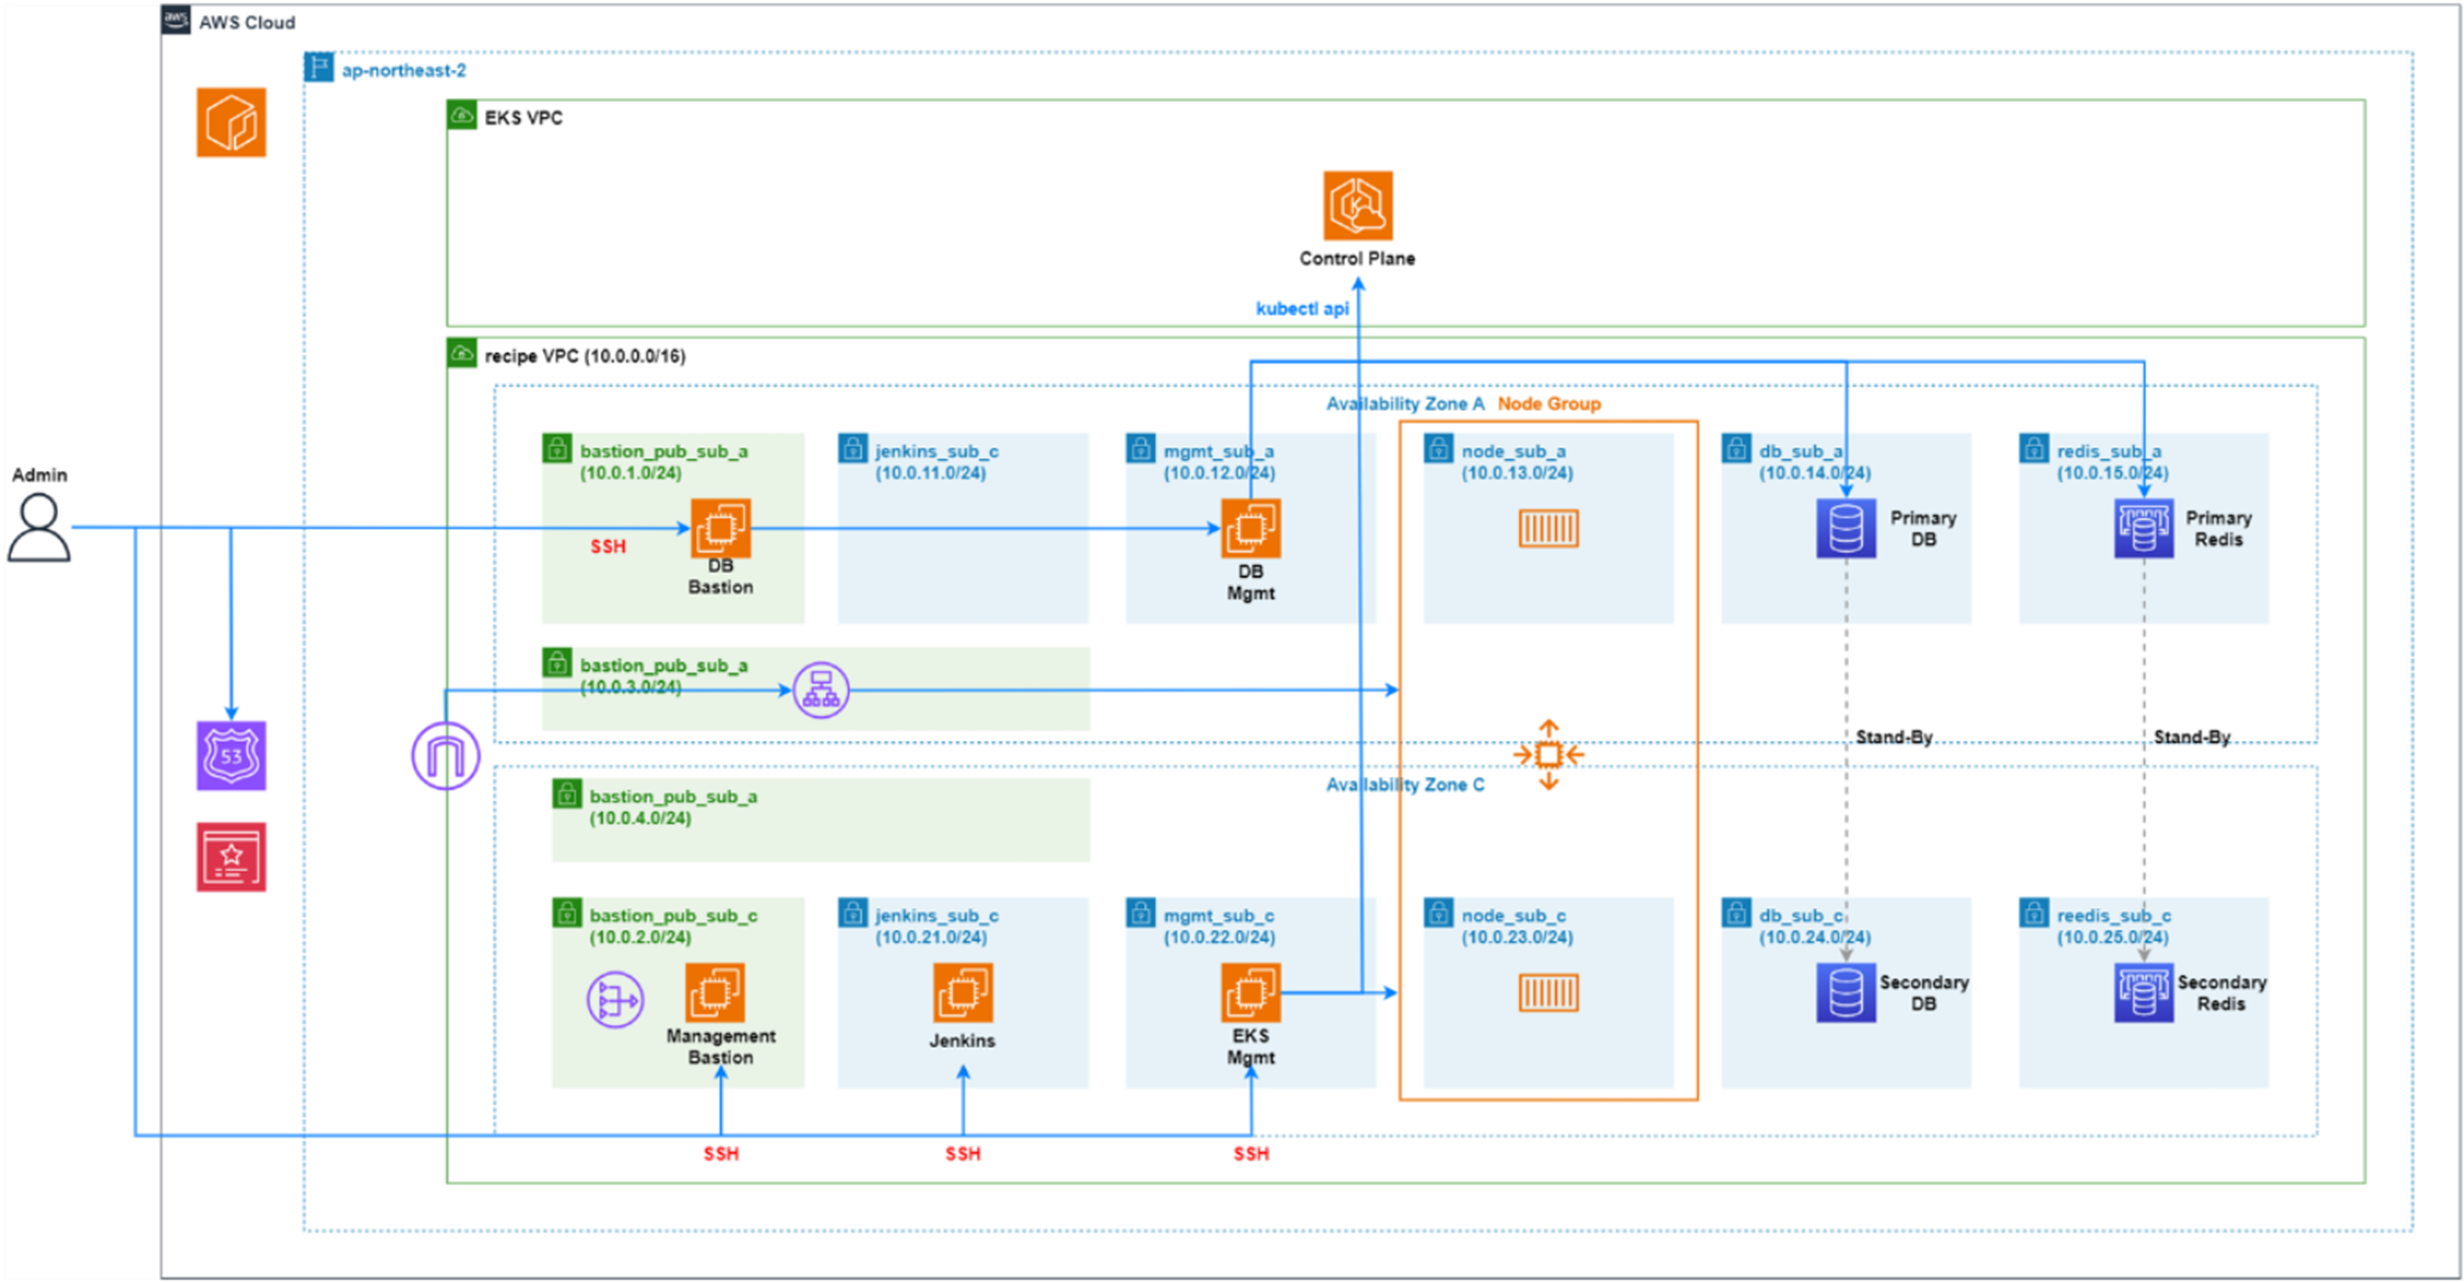 aws
AWS Cloud
ap-northeast-2
EKS VPC
Control Plane
kubectl api
recipe VPC (10.0.0.0/16)
Availability Zone A
Node Group
bastion_pub_sub_a
(10.0.1.0/24)
jenkins_sub_c
(10.0.11.0/24)
mgmt_sub_a
(10.0.12.0/24)
node_sub_a
(10.0.13.0/24)
db_sub_a
(10.0.14.0/24)
redis_sub_a
(10.0.15.0/24)
Admin
SSH
DB
Bastion
DB
Mgmt
Primary
DB
Primary
Redis
bastion_pub_sub_a
(10.0.3.0/24)
53
Stand-By
Stand-By
Availability Zone C
bastion_pub_sub_a
(10.0.4.0/24)
bastion_pub_sub_c
(10.0.2.0/24)
jenkins_sub_c
(10.0.21.0/24)
mgmt_sub_c
(10.0.22.0/24)
node_sub_c
(10.0.23.0/24)
db_sub_c
(10.0.24.0/24)
reedis_sub_c
(10.0.25.0/24)
Management
Bastion
Jenkins
EKS
Mgmt
Secondary
DB
Secondary
Redis
SSH
SSH
SSH